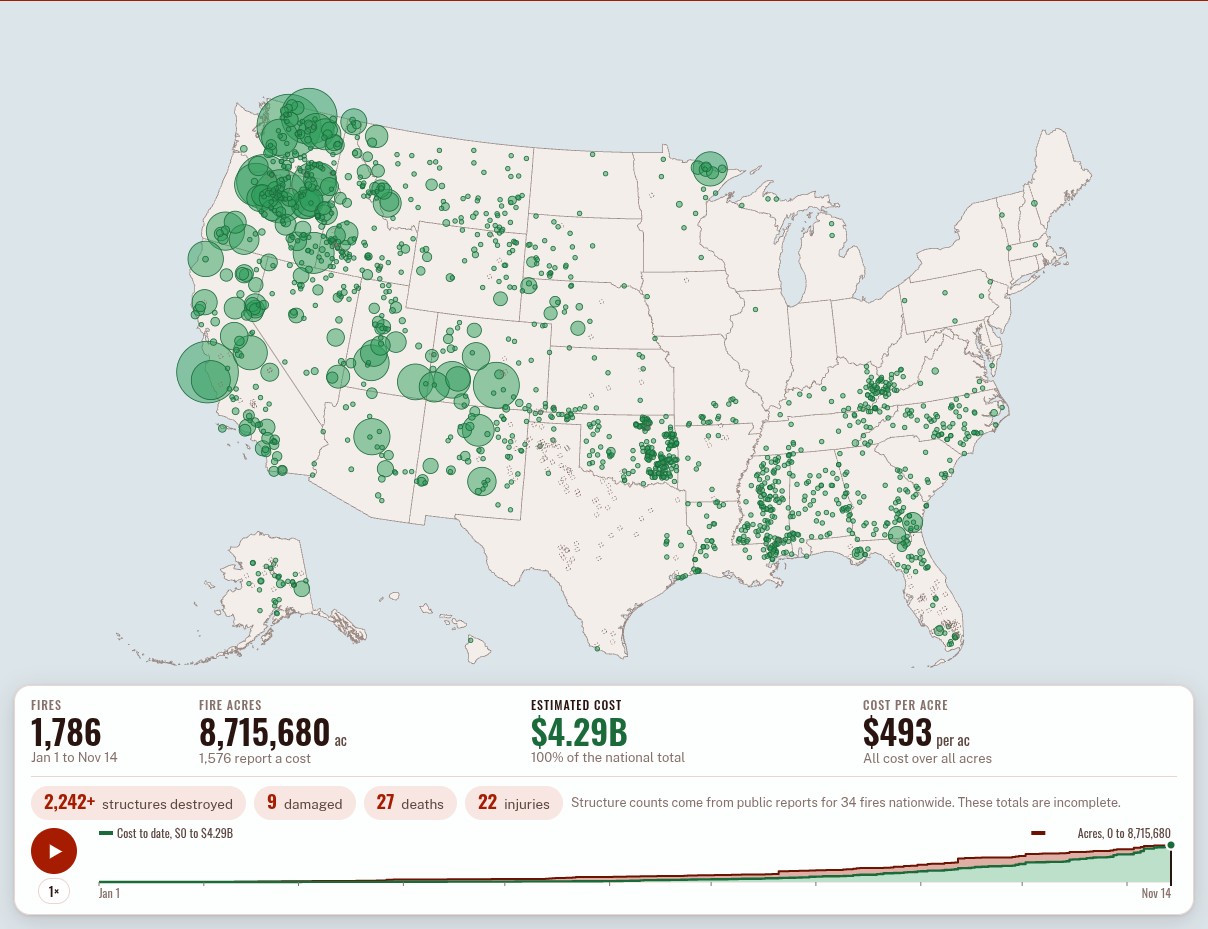 FIRES
1,786
Jan 1 to Nov 14
FIRE ACRES
8,715,680 ac
1,576 report a cost
ESTIMATED COST
$4.29B
100% of the national total
COST PER ACRE
$493 per ac
All cost over all acres
2,242+ structures destroyed
9 damaged
27 deaths
22 injuries
Structure counts come from public reports for 34 fires nationwide. These totals are incomplete.
Cost to date, $0 to $4.29B
Acres, 0 to 8,715,680
1×
Jan 1
Nov 14